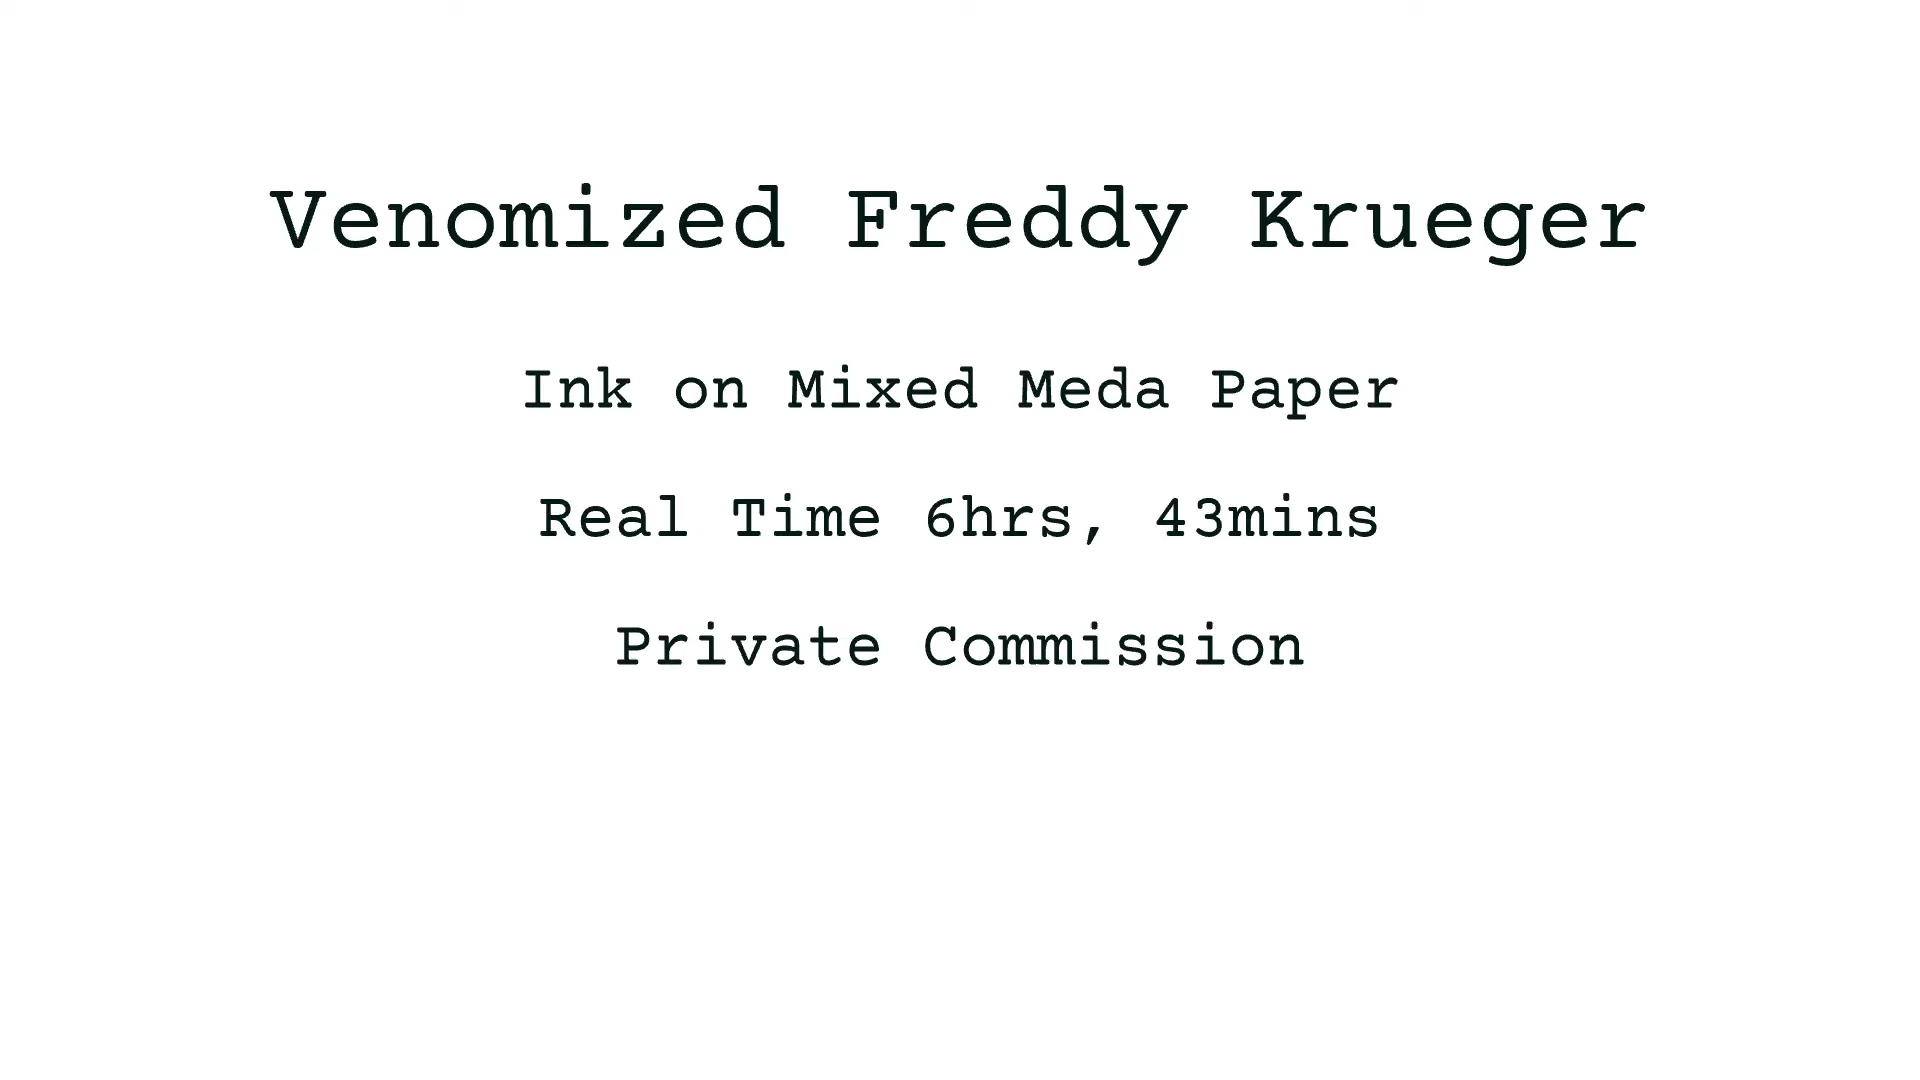 Venomized Freddy Krueger
Ink on Mixed Meda Paper
Real Time 6hrs, 43mins
Private Commission